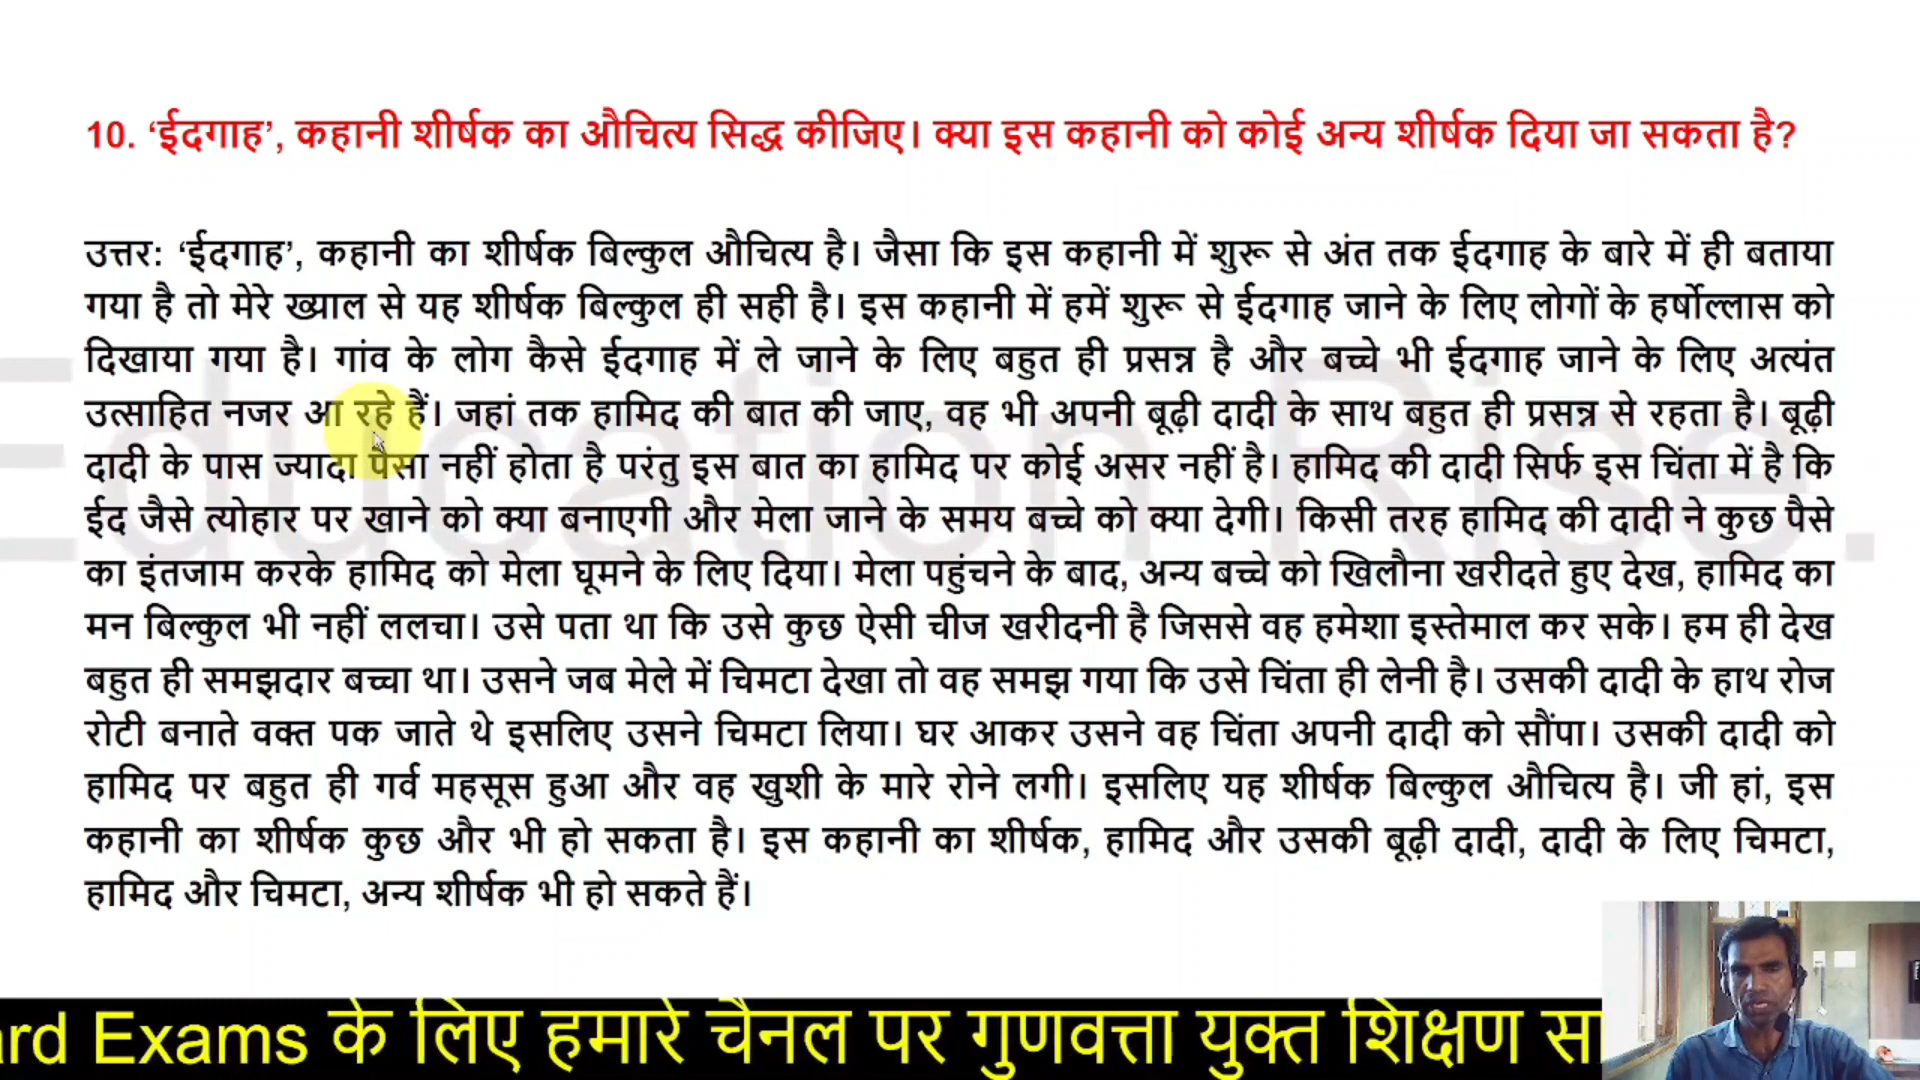 10. ‘ईदगाह’, कहानी शीर्षक का औचित्य सिद्ध कीजिए। क्या इस कहानी को कोई अन्य शीर्षक दिया जा सकता है?
उत्तर: ‘ईदगाह’, कहानी का शीर्षक बिल्कुल औचित्य है। जैसा कि इस कहानी में शुरू से अंत तक ईदगाह के बारे में ही बताया
गया है तो मेरे ख्याल से यह शीर्षक बिल्कुल ही सही है। इस कहानी में हमें शुरू से ईदगाह जाने के लिए लोगों के हर्षोल्लास को
दिखाया गया है। गांव के लोग कैसे ईदगाह में ले जाने के लिए बहुत ही प्रसन्न है और बच्चे भी ईदगाह जाने के लिए अत्यंत
उत्साहित नजर आ रहे हैं। जहां तक हामिद की बात की जाए, वह भी अपनी बूढ़ी दादी के साथ बहुत ही प्रसन्न से रहता है। बूढ़ी
दादी के पास ज्यादा पैसा नहीं होता है परंतु इस बात का हामिद पर कोई असर नहीं है। हामिद की दादी सिर्फ इस चिंता में है कि
ईद जैसे त्योहार पर खाने को क्या बनाएगी और मेला जाने के समय बच्चे को क्या देगी। किसी तरह हामिद की दादी ने कुछ पैसे
का इंतजाम करके हामिद को मेला घूमने के लिए दिया। मेला पहुंचने के बाद, अन्य बच्चे को खिलौना खरीदते हुए देख, हामिद का
मन बिल्कुल भी नहीं ललचा। उसे पता था कि उसे कुछ ऐसी चीज खरीदनी है जिससे वह हमेशा इस्तेमाल कर सके। हम ही देख
बहुत ही समझदार बच्चा था। उसने जब मेले में चिमटा देखा तो वह समझ गया कि उसे चिंता ही लेनी है। उसकी दादी के हाथ रोज
रोटी बनाते वक्त पक जाते थे इसलिए उसने चिमटा लिया। घर आकर उसने वह चिंता अपनी दादी को सौंपा। उसकी दादी को
हामिद पर बहुत ही गर्व महसूस हुआ और वह खुशी के मारे रोने लगी। इसलिए यह शीर्षक बिल्कुल औचित्य है। जी हां, इस
कहानी का शीर्षक कुछ और भी हो सकता है। इस कहानी का शीर्षक, हामिद और उसकी बूढ़ी दादी, दादी के लिए चिमटा,
हामिद और चिमटा, अन्य शीर्षक भी हो सकते हैं।
Education Rise.
ard Exams के लिए हमारे चैनल पर गुणवत्ता युक्त शिक्षण सा